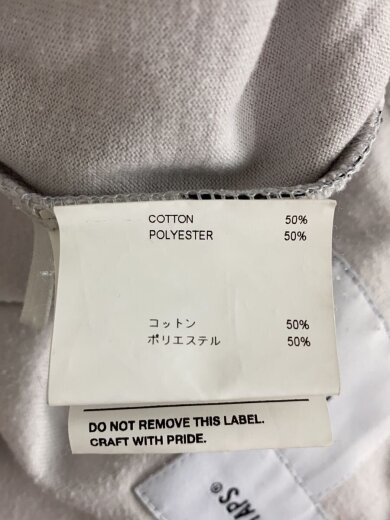 COTTON 50%
POLYESTER 50%
コットン 50%
ポリエステル 50%
DO NOT REMOVE THIS LABEL.
CRAFT WITH PRIDE.
TAPS®